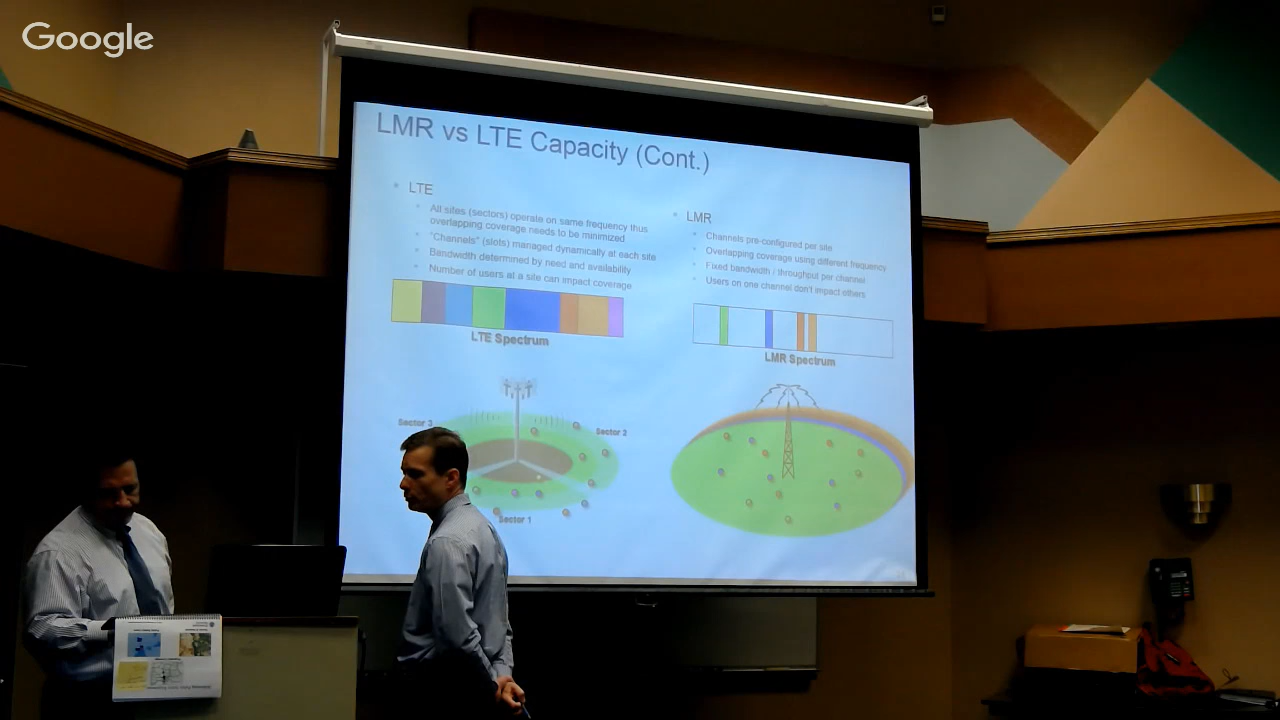 Google
LMR vs LTE Capacity (Cont.)
LTE
All sites (sectors) operate on same frequency thus
overlapping coverage needs to be minimized
"Channels" (slots) managed dynamically at each site
Bandwidth determined by need and availability
Number of users at a site can impact coverage
LTE Spectrum
Sector 3
Sector 2
Sector 1
LMR
Channels pre-configured per site
Overlapping coverage using different frequency
Fixed bandwidth / throughput per channel
Users on one channel don't impact others
LMR Spectrum